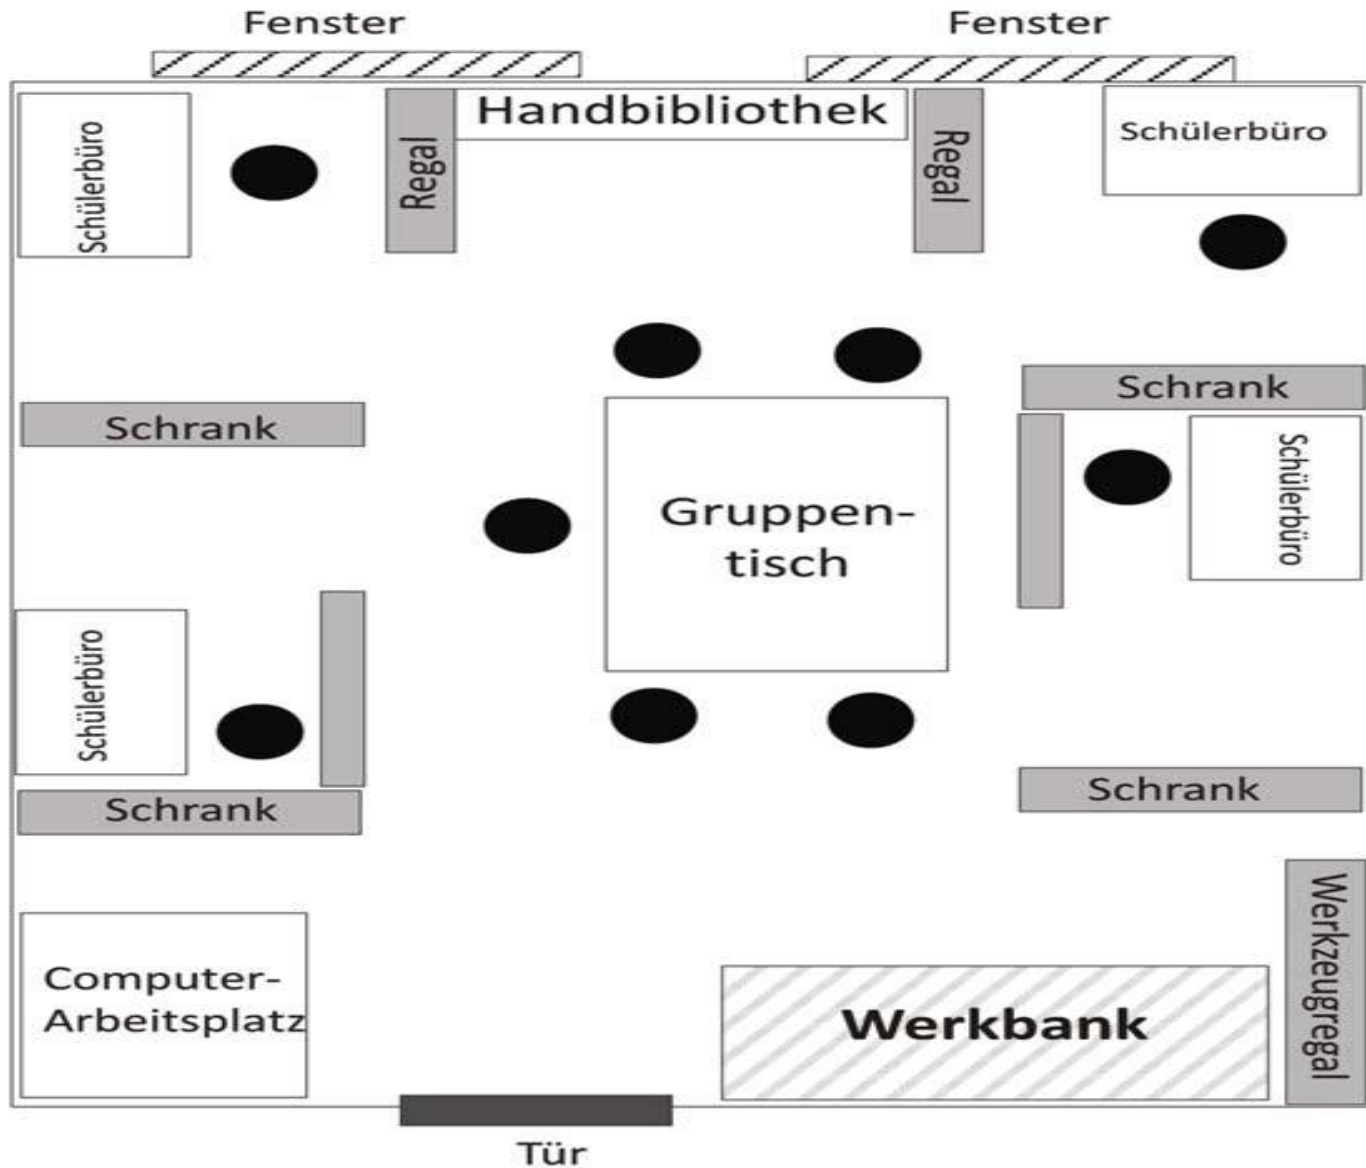 Fenster
Fenster
Schülerbüro
Regal
Handbibliothek
Regal
Schülerbüro
Schrank
Schrank
Gruppen-
tisch
Schülerbüro
Schülerbüro
Schrank
Schrank
Werkzeugregal
Computer-
Arbeitsplatz
Werkbank
Tür